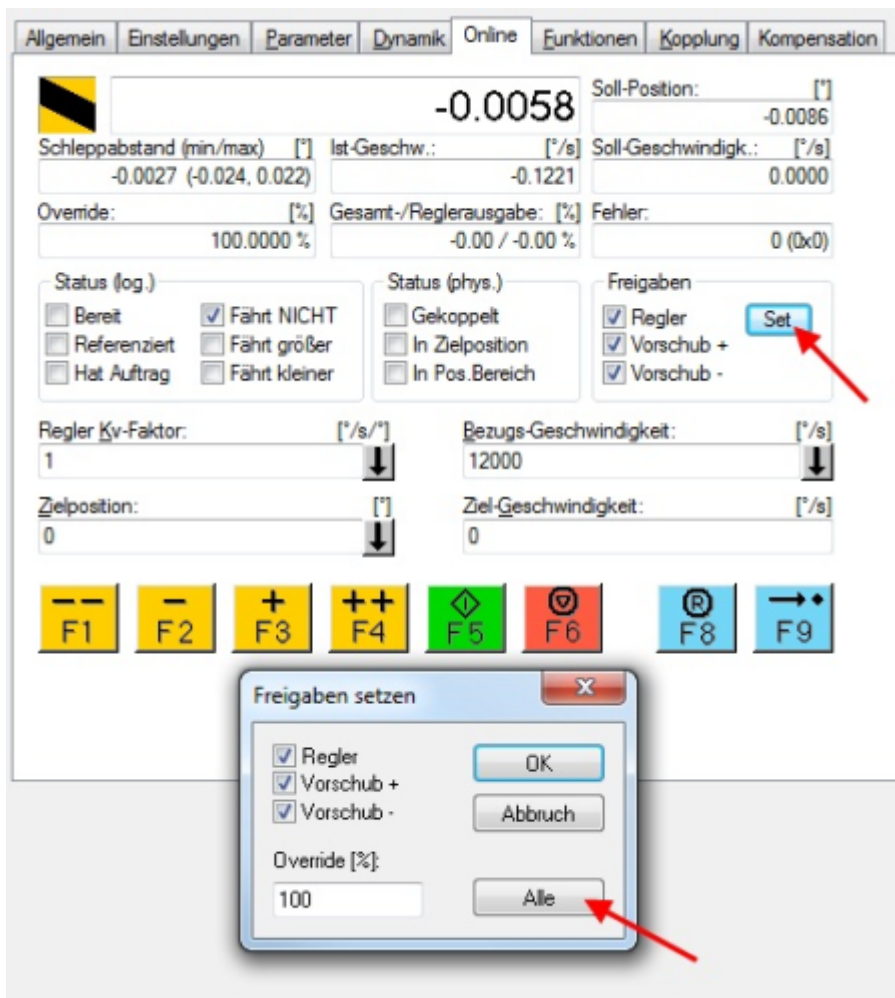 Allgemein Einstellungen Parameter Dynamik Online Funktionen Kopplung Kompensation
-0.0058
Soll-Position: [°]
-0.0086
Schleppabstand (min/max) [°] Ist-Geschw.: [°/s] Soll-Geschwindigk.: [°/s]
-0.0027 (-0.024, 0.022) -0.1221 0.0000
Override: [%] Gesamt-/Reglerausgabe: [%] Fehler:
100.0000 % -0.00 / -0.00 % 0 (0x0)
Status (log.)
Bereit Fährt NICHT
Referenziert Fährt größer
Hat Auftrag Fährt kleiner
Status (phys.)
Gekoppelt
In Zielposition
In Pos.Bereich
Freigaben
Regler Set
Vorschub +
Vorschub -
Regler Kv-Faktor: [°/s/°] Bezugs-Geschwindigkeit: [°/s]
1 12000
Zielposition: [°] Ziel-Geschwindigkeit: [°/s]
0 0
-- - + ++ R
F1 F2 F3 F4 F5 F6 F8 F9
Freigaben setzen
Regler
Vorschub +
Vorschub -
OK
Abbruch
Override [%]:
100 Alle